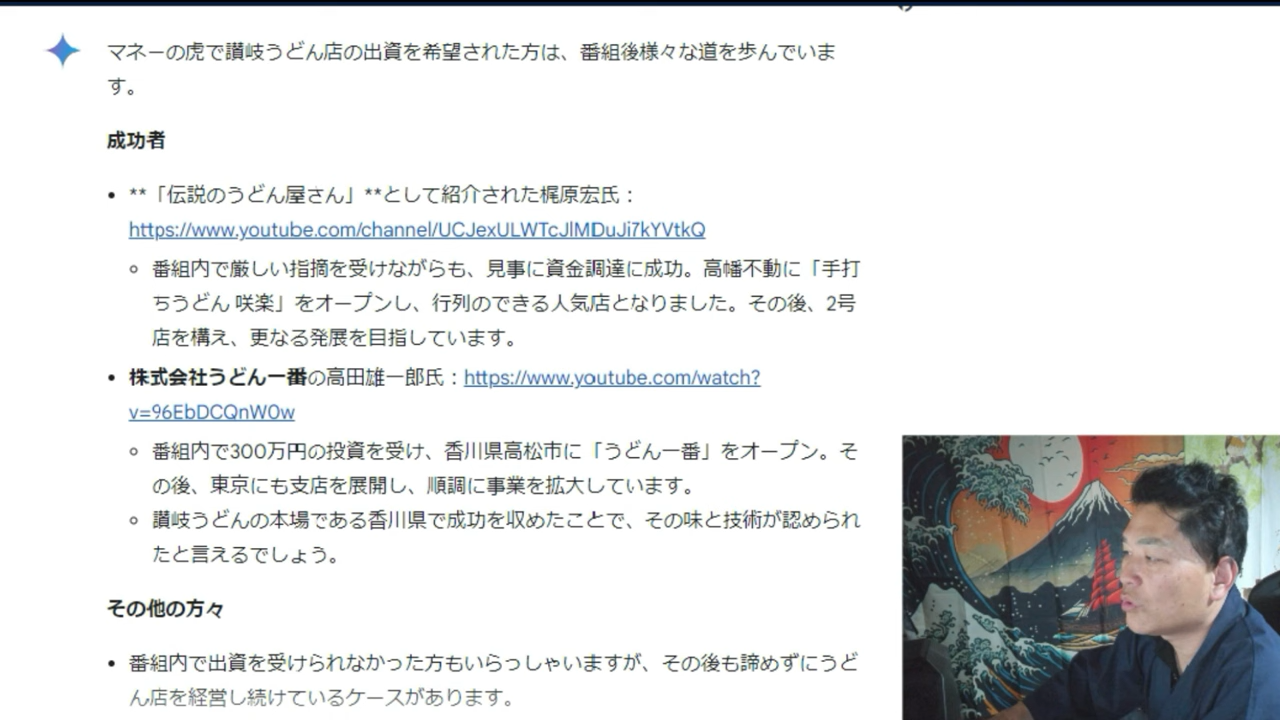 マネーの虎で讃岐うどん店の出資を希望された方は、番組後様々な道を歩んでいま
す。
成功者
• **「伝説のうどん屋さん」**として紹介された梶原宏氏：
https://www.youtube.com/channel/UCJexULWTcJlMDuJi7kYVtkQ
番組内で厳しい指摘を受けながらも、見事に資金調達に成功。高幡不動に「手打
ちうどん 咲楽」をオープンし、行列のできる人気店となりました。その後、2号
店を構え、更なる発展を目指しています。
• 株式会社うどん一番の高田雄一郎氏：https://www.youtube.com/watch?
v=96EbDCQnW0w
番組内で300万円の投資を受け、香川県高松市に「うどん一番」をオープン。そ
の後、東京にも支店を展開し、順調に事業を拡大しています。
讃岐うどんの本場である香川県で成功を収めたことで、その味と技術が認められ
たと言えるでしょう。
その他の方々
• 番組内で出資を受けられなかった方もいらっしゃいますが、その後も諦めずにうど
ん店を経営し続けているケースがあります。